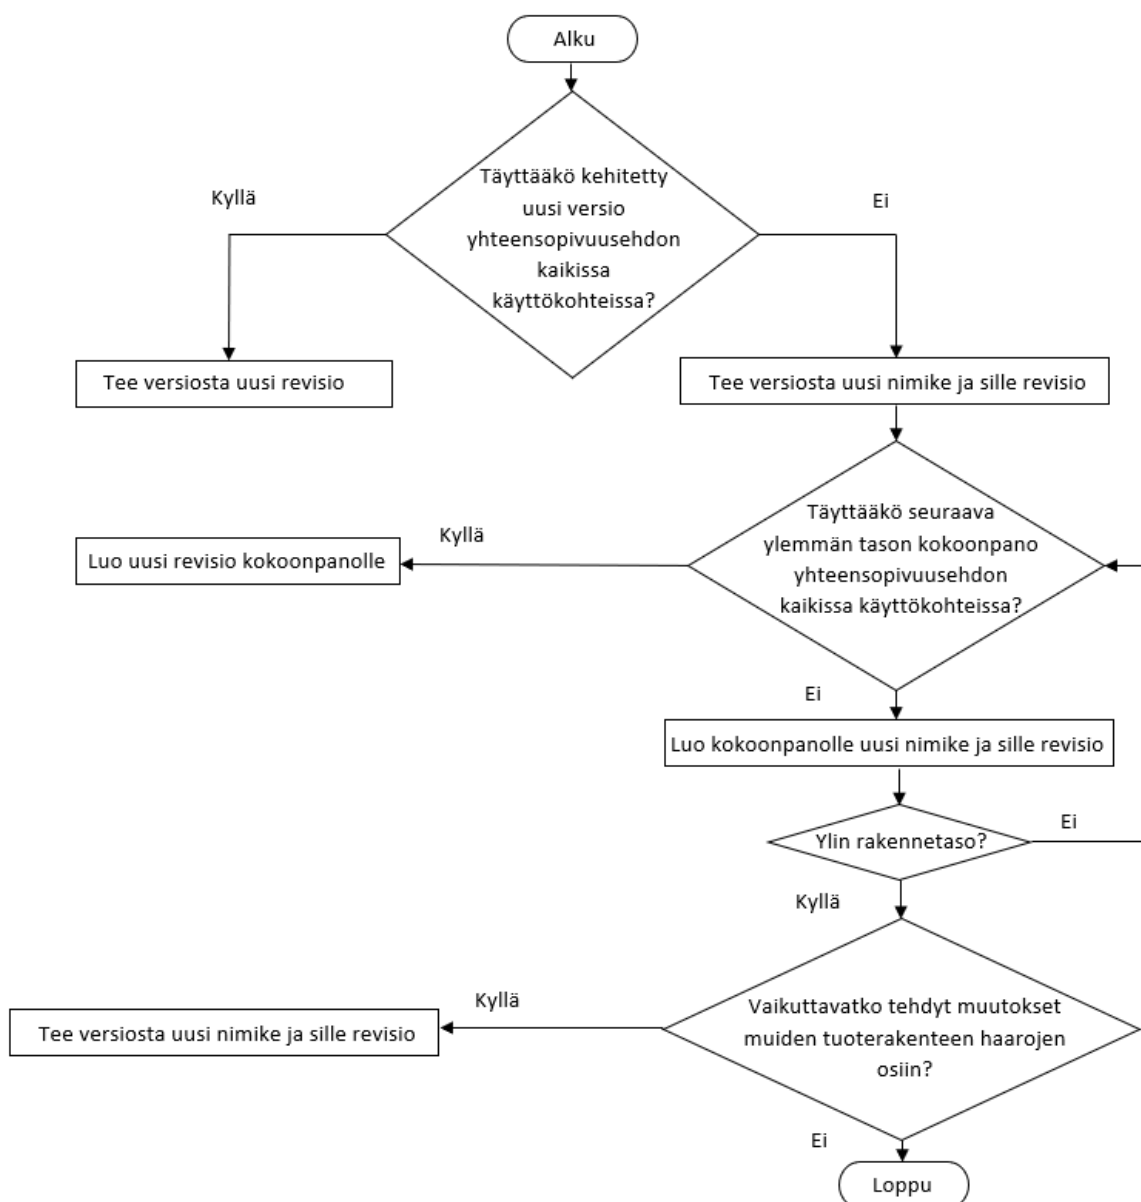 Alku
Täyttääkö kehitetty
uusi versio
yhteensopivuusehdon
kaikissa
käyttökohteissa?
Kyllä
Ei
Tee versiosta uusi revisio
Tee versiosta uusi nimike ja sille revisio
Täyttääkö seuraava
ylemmän tason kokoonpano
yhteensopivuusehdon
kaikissa käyttökohteissa?
Kyllä
Luo uusi revisio kokoonpanolle
Ei
Luo kokoonpanolle uusi nimike ja sille revisio
Ylin rakennetaso?
Ei
Kyllä
Vaikuttavatko tehdyt muutokset
muiden tuoterakenteen haarojen
osiin?
Kyllä
Tee versiosta uusi nimike ja sille revisio
Ei
Loppu